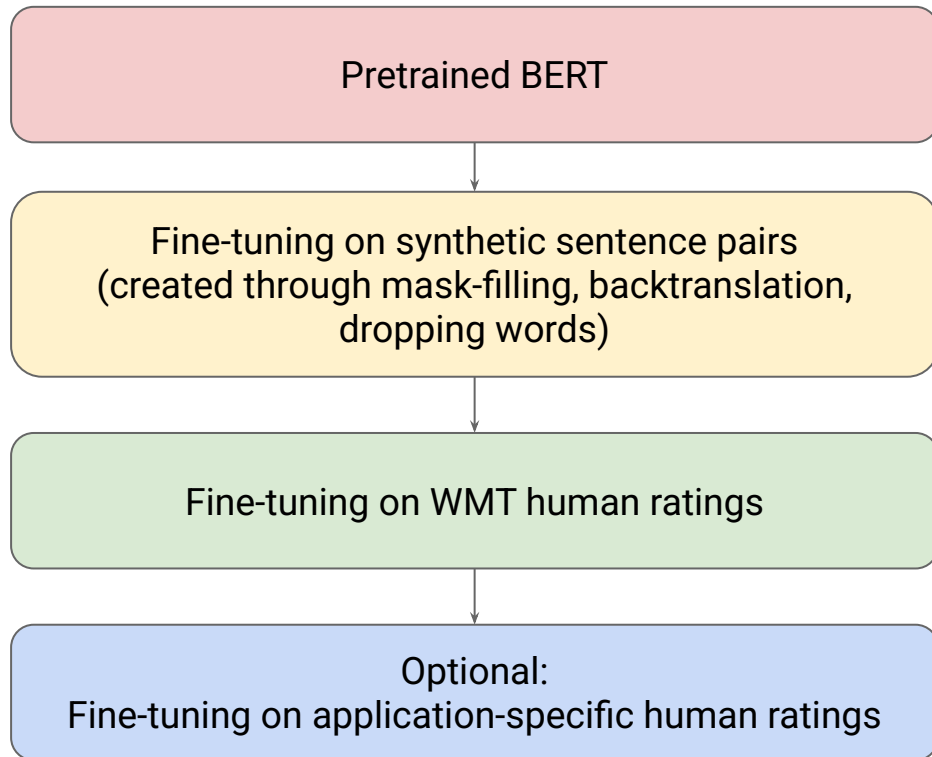 Pretrained BERT
Fine-tuning on synthetic sentence pairs
(created through mask-filling, backtranslation,
dropping words)
Fine-tuning on WMT human ratings
Optional:
Fine-tuning on application-specific human ratings